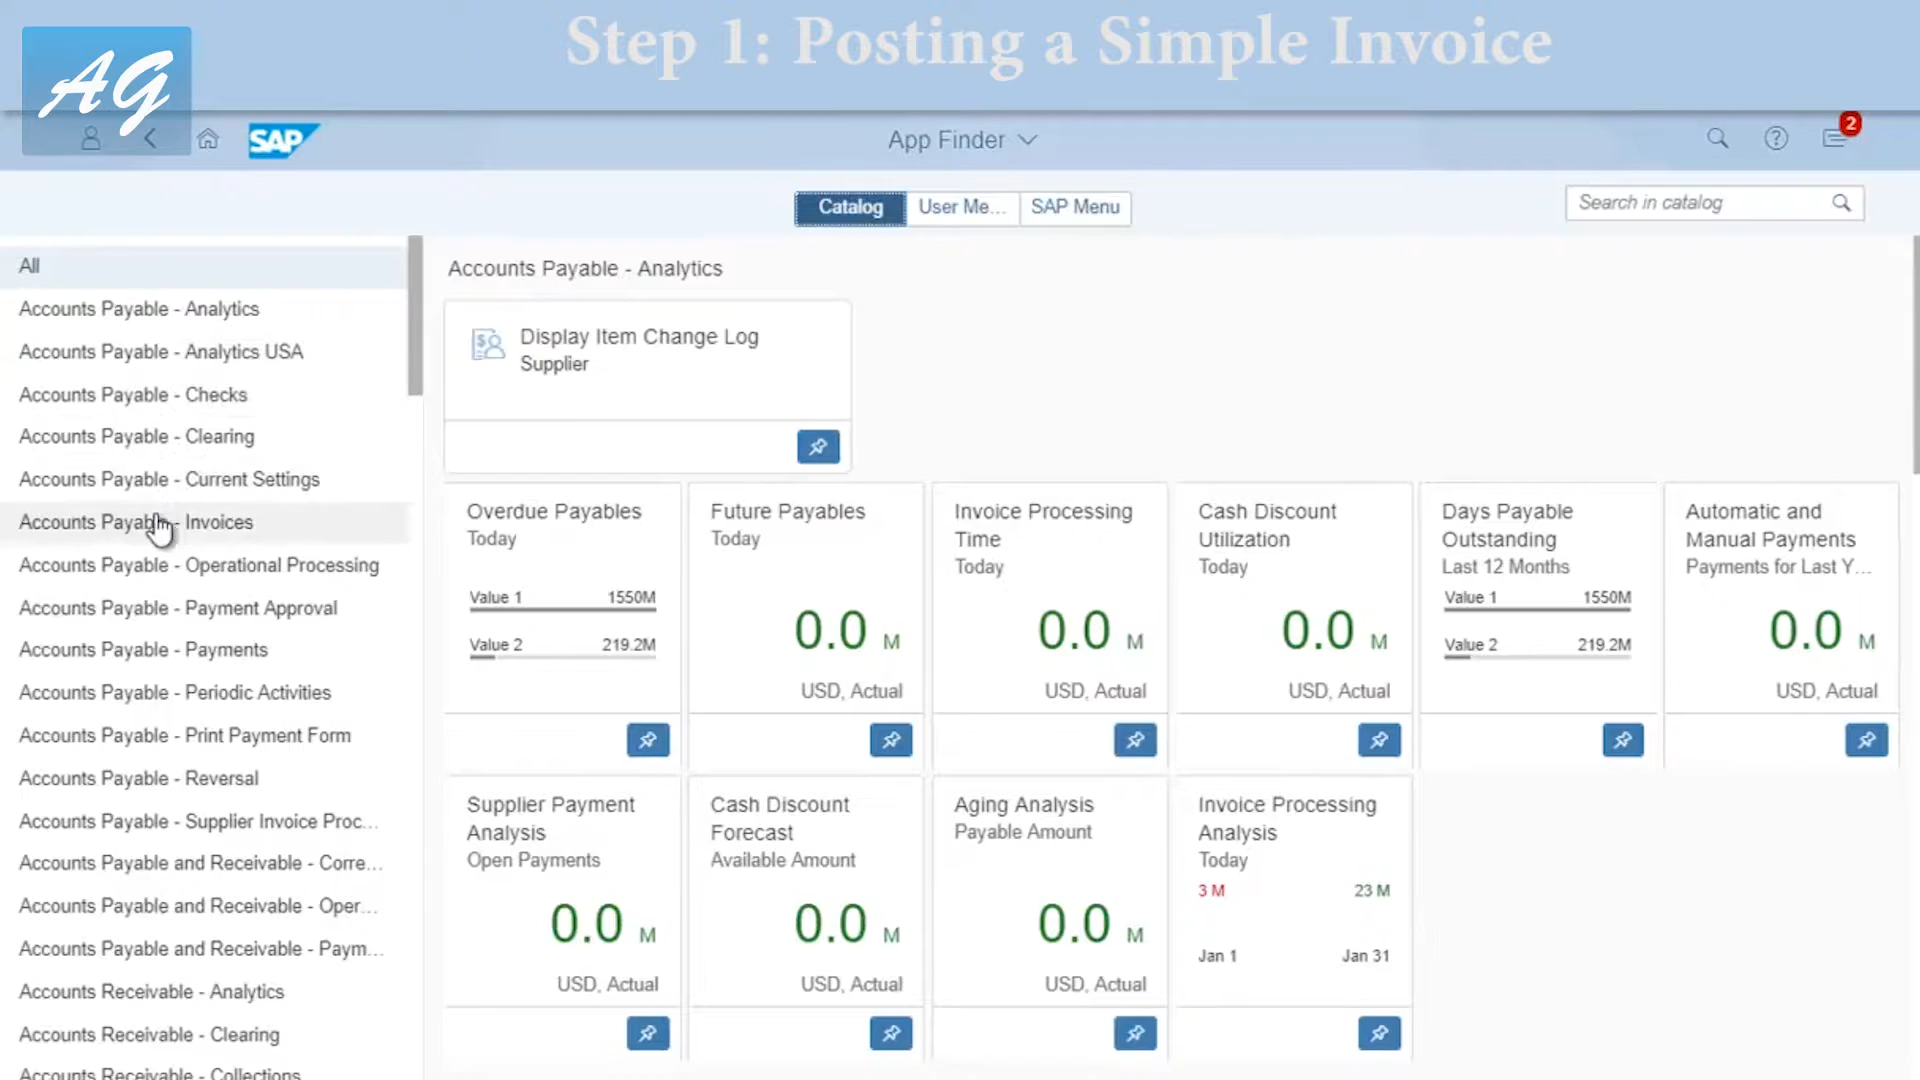 Step 1: Posting a Simple Invoice
AG
SAP
App Finder
2
Catalog
User Me...
SAP Menu
Search in catalog
All
Accounts Payable - Analytics
Accounts Payable - Analytics USA
Accounts Payable - Checks
Accounts Payable - Clearing
Accounts Payable - Current Settings
Accounts Payable - Invoices
Accounts Payable - Operational Processing
Accounts Payable - Payment Approval
Accounts Payable - Payments
Accounts Payable - Periodic Activities
Accounts Payable - Print Payment Form
Accounts Payable - Reversal
Accounts Payable - Supplier Invoice Proc...
Accounts Payable and Receivable - Corre...
Accounts Payable and Receivable - Oper...
Accounts Payable and Receivable - Paym...
Accounts Receivable - Analytics
Accounts Receivable - Clearing
Accounts Receivable - Collections
Accounts Payable - Analytics
Display Item Change Log
Supplier
Overdue Payables
Today
Value 1 1550M
Value 2 219.2M
Future Payables
Today
0.0 M
USD, Actual
Invoice Processing
Time
Today
0.0 M
USD, Actual
Cash Discount
Utilization
Today
0.0 M
USD, Actual
Days Payable
Outstanding
Last 12 Months
Value 1 1550M
Value 2 219.2M
Automatic and
Manual Payments
Payments for Last Y...
0.0 M
USD, Actual
Supplier Payment
Analysis
Open Payments
0.0 M
USD, Actual
Cash Discount
Forecast
Available Amount
0.0 M
USD, Actual
Aging Analysis
Payable Amount
0.0 M
USD, Actual
Invoice Processing
Analysis
Today
3 M 23 M
Jan 1 Jan 31